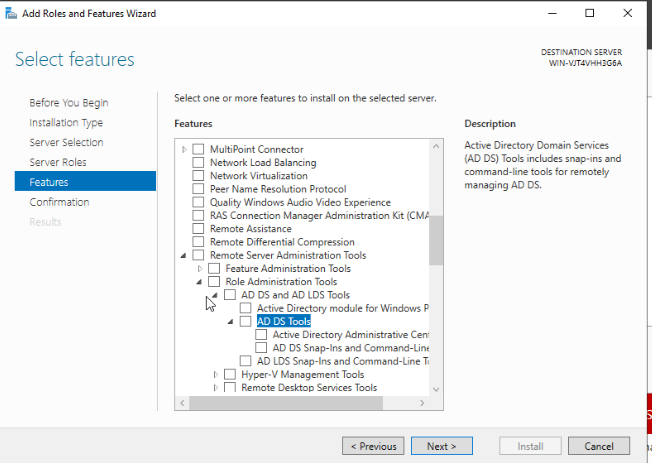 Add Roles and Features Wizard
Select features
DESTINATION SERVER
WIN-VJT4VHH3G6A
Before You Begin
Installation Type
Server Selection
Server Roles
Features
Confirmation
Results
Select one or more features to install on the selected server.
Features
MultiPoint Connector
Network Load Balancing
Network Virtualization
Peer Name Resolution Protocol
Quality Windows Audio Video Experience
RAS Connection Manager Administration Kit (CMA
Remote Assistance
Remote Differential Compression
Remote Server Administration Tools
Feature Administration Tools
Role Administration Tools
AD DS and AD LDS Tools
Active Directory module for Windows P
AD DS Tools
Active Directory Administrative Cen
AD DS Snap-Ins and Command-Line
AD LDS Snap-Ins and Command-Line T
Hyper-V Management Tools
Remote Desktop Services Tools
Description
Active Directory Domain Services
(AD DS) Tools includes snap-ins and
command-line tools for remotely
managing AD DS.
< Previous
Next >
Install
Cancel